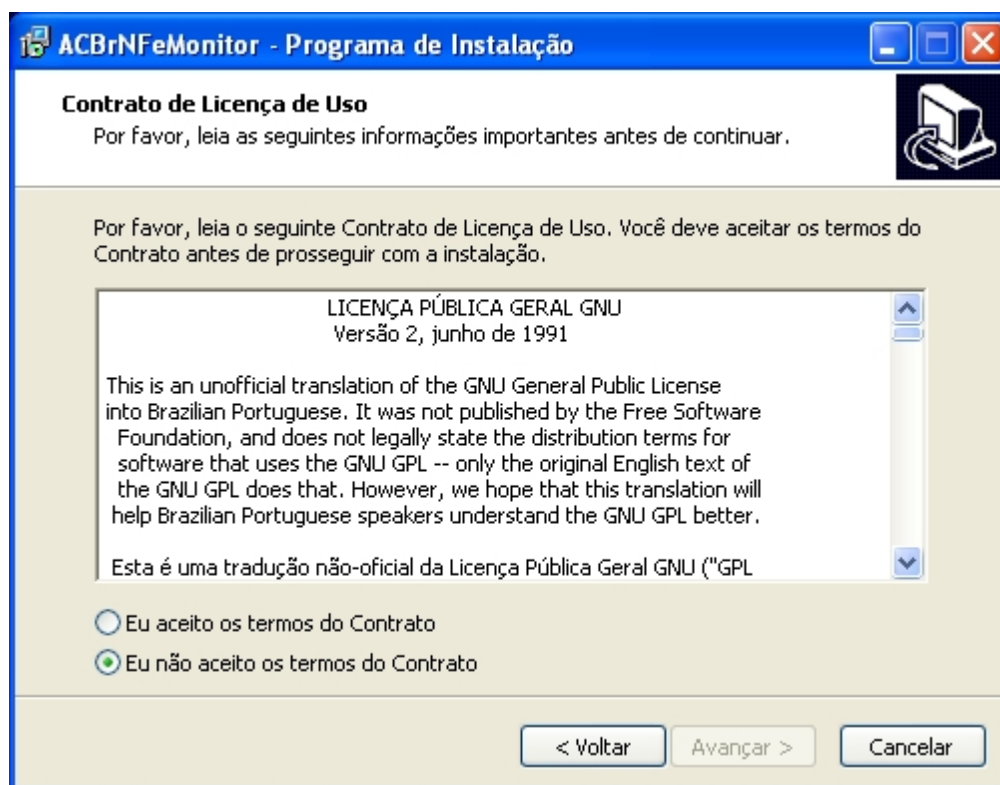 ACBrNFeMonitor - Programa de Instalação
Contrato de Licença de Uso
Por favor, leia as seguintes informações importantes antes de continuar.
Por favor, leia o seguinte Contrato de Licença de Uso. Você deve aceitar os termos do
Contrato antes de prosseguir com a instalação.
LICENÇA PÚBLICA GERAL GNU
Versão 2, junho de 1991
This is an unofficial translation of the GNU General Public License
into Brazilian Portuguese. It was not published by the Free Software
Foundation, and does not legally state the distribution terms for
software that uses the GNU GPL -- only the original English text of
the GNU GPL does that. However, we hope that this translation will
help Brazilian Portuguese speakers understand the GNU GPL better.
Esta é uma tradução não-oficial da Licença Pública Geral GNU ("GPL
Eu aceito os termos do Contrato
Eu não aceito os termos do Contrato
< Voltar
Avançar >
Cancelar